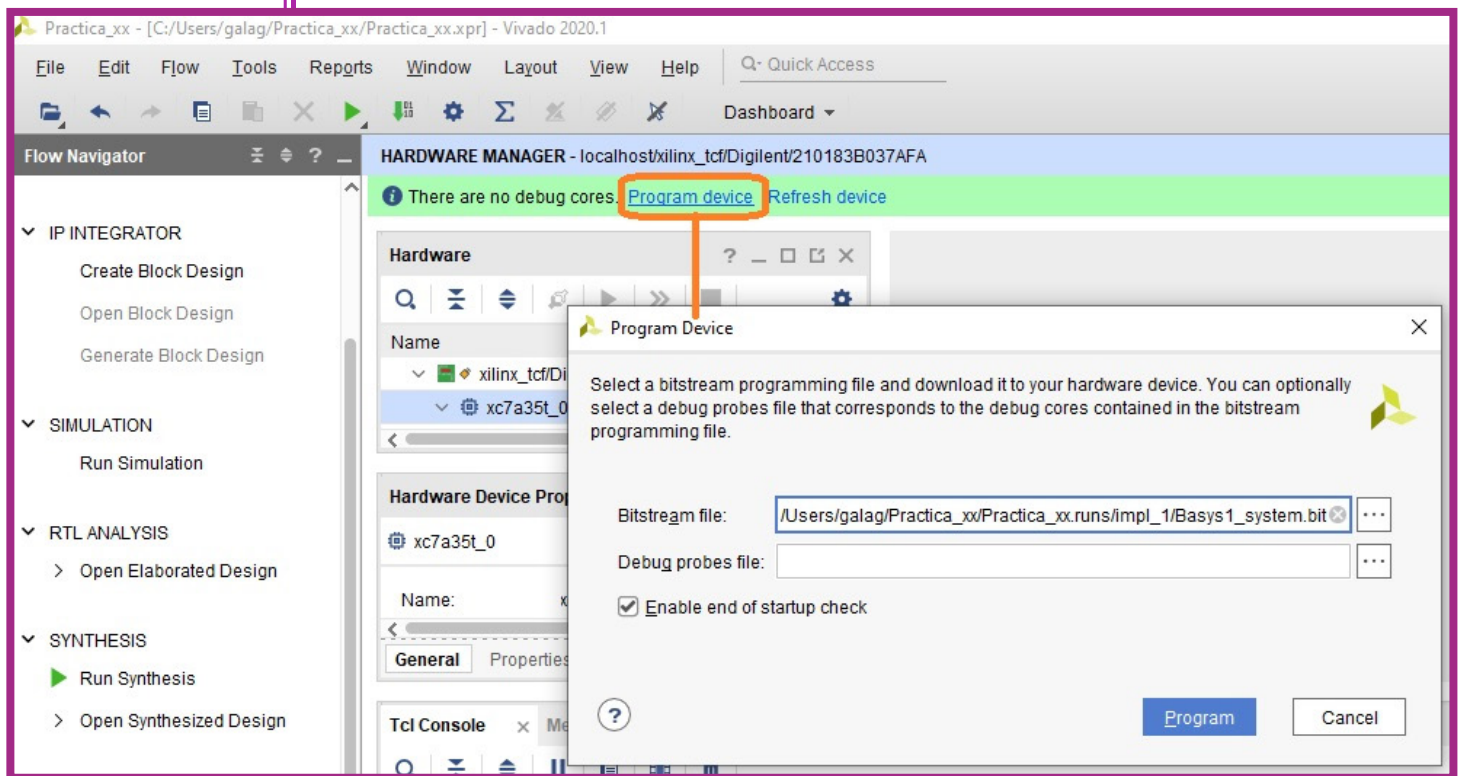 Practica_xx - [C:/Users/galag/Practica_xx/Practica_xx.xpr] - Vivado 2020.1
File Edit Flow Tools Reports Window Layout View Help Quick Access
Dashboard
Flow Navigator
HARDWARE MANAGER - localhost/xilinx_tcf/Digilent/210183B037AFA
There are no debug cores. Program device Refresh device
IP INTEGRATOR
Create Block Design
Open Block Design
Generate Block Design
SIMULATION
Run Simulation
RTL ANALYSIS
Open Elaborated Design
SYNTHESIS
Run Synthesis
Open Synthesized Design
Hardware
Name
xilinx_tcf/Di
xc7a35t_0
Hardware Device Prop
xc7a35t_0
Name: x
General Properties
Tcl Console Me
Program Device
Select a bitstream programming file and download it to your hardware device. You can optionally
select a debug probes file that corresponds to the debug cores contained in the bitstream
programming file.
Bitstream file: /Users/galag/Practica_xx/Practica_xx.runs/impl_1/Basys1_system.bit
Debug probes file:
Enable end of startup check
Program Cancel